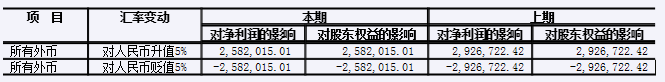 项 目 汇率变动 本期 上期
对净利润的影响 对股东权益的影响 对净利润的影响 对股东权益的影响
所有外币 对人民币升值5% 2,582,015.01 2,582,015.01 2,926,722.42 2,926,722.42
所有外币 对人民币贬值5% -2,582,015.01 -2,582,015.01 -2,926,722.42 -2,926,722.42